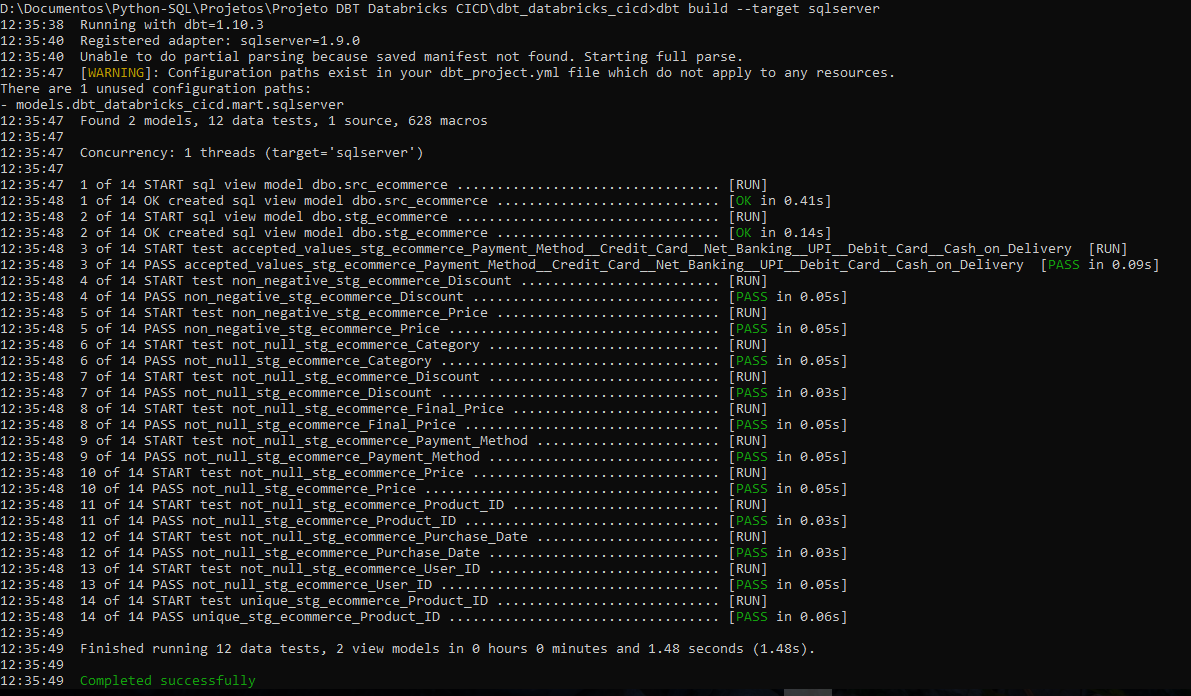 D:\Documentos\Python-SQL\Projetos\Projeto DBT Databricks CICD\dbt_databricks_cicd>dbt build --target sqlserver
12:35:38  Running with dbt=1.10.3
12:35:40  Registered adapter: sqlserver=1.9.0
12:35:40  Unable to do partial parsing because saved manifest not found. Starting full parse.
12:35:47  [WARNING]: Configuration paths exist in your dbt_project.yml file which do not apply to any resources.
There are 1 unused configuration paths:
- models.dbt_databricks_cicd.mart.sqlserver
12:35:47  Found 2 models, 12 data tests, 1 source, 628 macros
12:35:47
12:35:47  Concurrency: 1 threads (target='sqlserver')
12:35:47
12:35:47  1 of 14 START sql view model dbo.src_ecommerce ................................. [RUN]
12:35:48  1 of 14 OK created sql view model dbo.src_ecommerce ............................ [OK in 0.41s]
12:35:48  2 of 14 START sql view model dbo.stg_ecommerce ................................. [RUN]
12:35:48  2 of 14 OK created sql view model dbo.stg_ecommerce ............................ [OK in 0.14s]
12:35:48  3 of 14 START test accepted_values_stg_ecommerce_Payment_Method__Credit_Card__Net_Banking__UPI__Debit_Card__Cash_on_Delivery  [RUN]
12:35:48  3 of 14 PASS accepted_values_stg_ecommerce_Payment_Method__Credit_Card__Net_Banking__UPI__Debit_Card__Cash_on_Delivery  [PASS in 0.09s]
12:35:48  4 of 14 START test non_negative_stg_ecommerce_Discount ......................... [RUN]
12:35:48  4 of 14 PASS non_negative_stg_ecommerce_Discount ............................... [PASS in 0.05s]
12:35:48  5 of 14 START test non_negative_stg_ecommerce_Price ............................ [RUN]
12:35:48  5 of 14 PASS non_negative_stg_ecommerce_Price .................................. [PASS in 0.05s]
12:35:48  6 of 14 START test not_null_stg_ecommerce_Category ............................. [RUN]
12:35:48  6 of 14 PASS not_null_stg_ecommerce_Category ................................... [PASS in 0.05s]
12:35:48  7 of 14 START test not_null_stg_ecommerce_Discount ............................. [RUN]
12:35:48  7 of 14 PASS not_null_stg_ecommerce_Discount ................................... [PASS in 0.03s]
12:35:48  8 of 14 START test not_null_stg_ecommerce_Final_Price .......................... [RUN]
12:35:48  8 of 14 PASS not_null_stg_ecommerce_Final_Price ................................ [PASS in 0.05s]
12:35:48  9 of 14 START test not_null_stg_ecommerce_Payment_Method ....................... [RUN]
12:35:48  9 of 14 PASS not_null_stg_ecommerce_Payment_Method ............................. [PASS in 0.05s]
12:35:48  10 of 14 START test not_null_stg_ecommerce_Price ............................... [RUN]
12:35:48  10 of 14 PASS not_null_stg_ecommerce_Price ..................................... [PASS in 0.05s]
12:35:48  11 of 14 START test not_null_stg_ecommerce_Product_ID .......................... [RUN]
12:35:48  11 of 14 PASS not_null_stg_ecommerce_Product_ID ................................ [PASS in 0.03s]
12:35:48  12 of 14 START test not_null_stg_ecommerce_Purchase_Date ....................... [RUN]
12:35:48  12 of 14 PASS not_null_stg_ecommerce_Purchase_Date ............................. [PASS in 0.03s]
12:35:48  13 of 14 START test not_null_stg_ecommerce_User_ID ............................. [RUN]
12:35:48  13 of 14 PASS not_null_stg_ecommerce_User_ID ................................... [PASS in 0.05s]
12:35:48  14 of 14 START test unique_stg_ecommerce_Product_ID ............................ [RUN]
12:35:48  14 of 14 PASS unique_stg_ecommerce_Product_ID .................................. [PASS in 0.06s]
12:35:49
12:35:49  Finished running 12 data tests, 2 view models in 0 hours 0 minutes and 1.48 seconds (1.48s).
12:35:49
12:35:49  Completed successfully